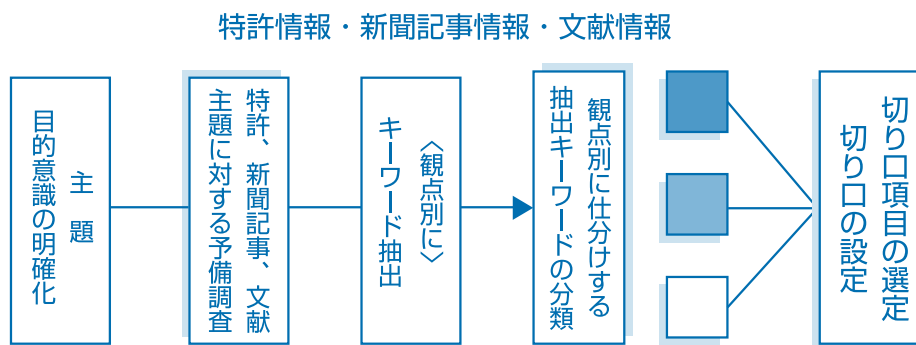 特許情報・新聞記事情報・文献情報
主 題
目的意識の明確化
特許、新聞記事、文献
主題に対する予備調査
〈観点別に〉
キーワード抽出
観点別に仕分けする
抽出キーワードの分類
切り口項目の選定
切り口の設定